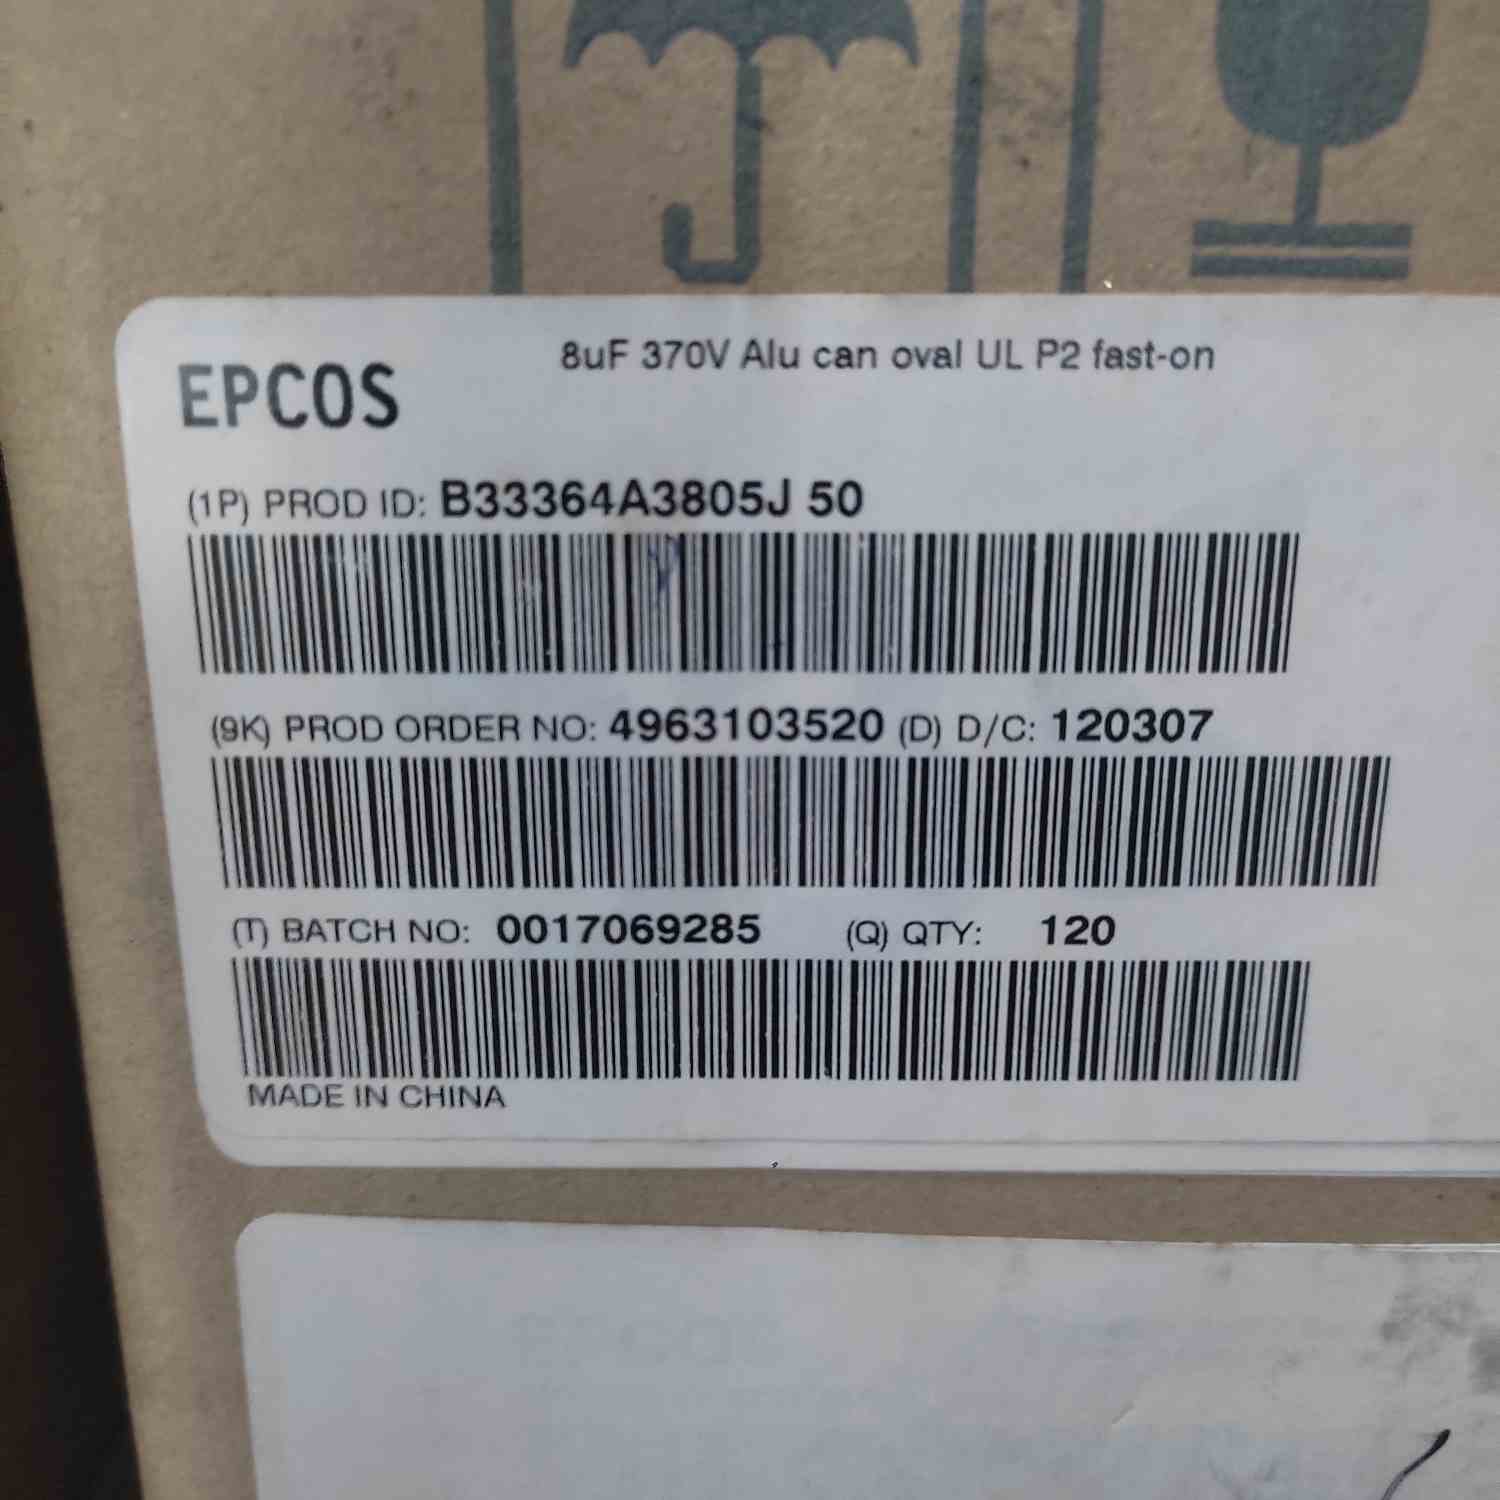 8uF 370V Alu can oval UL P2 fast-on
EPCOS
(1P) PROD ID: B33364A3805J 50
(9K) PROD ORDER NO: 4963103520 (D) D/C: 120307
(T) BATCH NO: 0017069285 (Q) QTY: 120
MADE IN CHINA